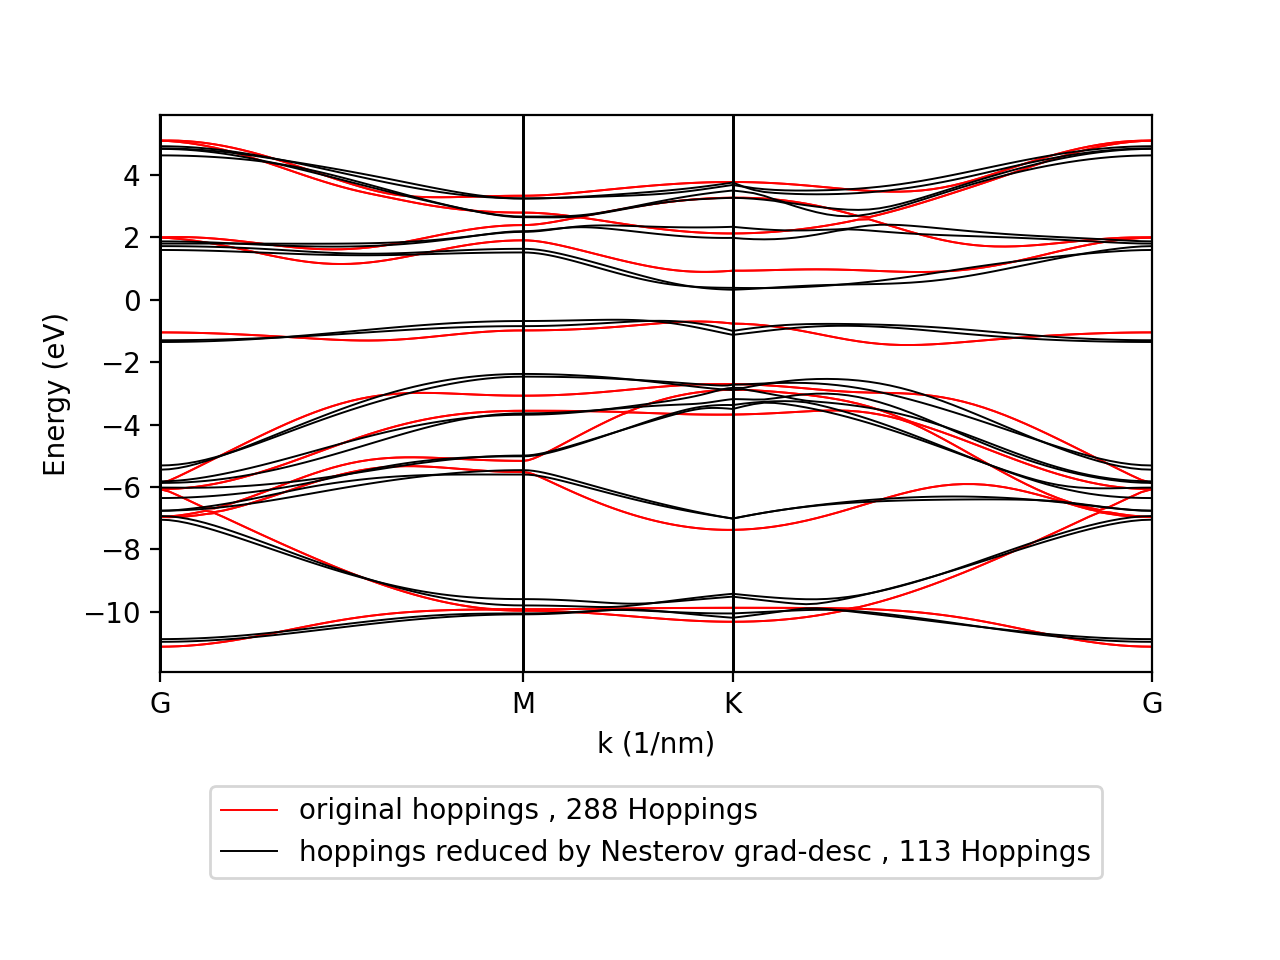 4
2
0
−2
−4
−6
−8
−10
Energy (eV)
G M K G
k (1/nm)
original hoppings , 288 Hoppings
hoppings reduced by Nesterov grad-desc , 113 Hoppings